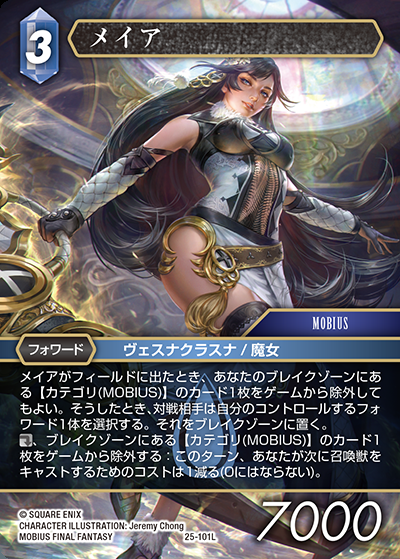 3
メイア
MOBIUS
フォワード
ヴェスナクラスナ / 魔女
メイアがフィールドに出たとき、あなたのブレイクゾーンにあ
る【カテゴリ(MOBIUS)】のカード1枚をゲームから除外して
もよい。そうしたとき、対戦相手は自分のコントロールするフォ
ワード1体を選択する。それをブレイクゾーンに置く。
、ブレイクゾーンにある【カテゴリ(MOBIUS)】のカード1
枚をゲームから除外する：このターン、あなたが次に召喚獣を
キャストするためのコストは1減る(0にはならない)。
© SQUARE ENIX
CHARACTER ILLUSTRATION: Jeremy Chong
MOBIUS FINAL FANTASY
25-101L
7000